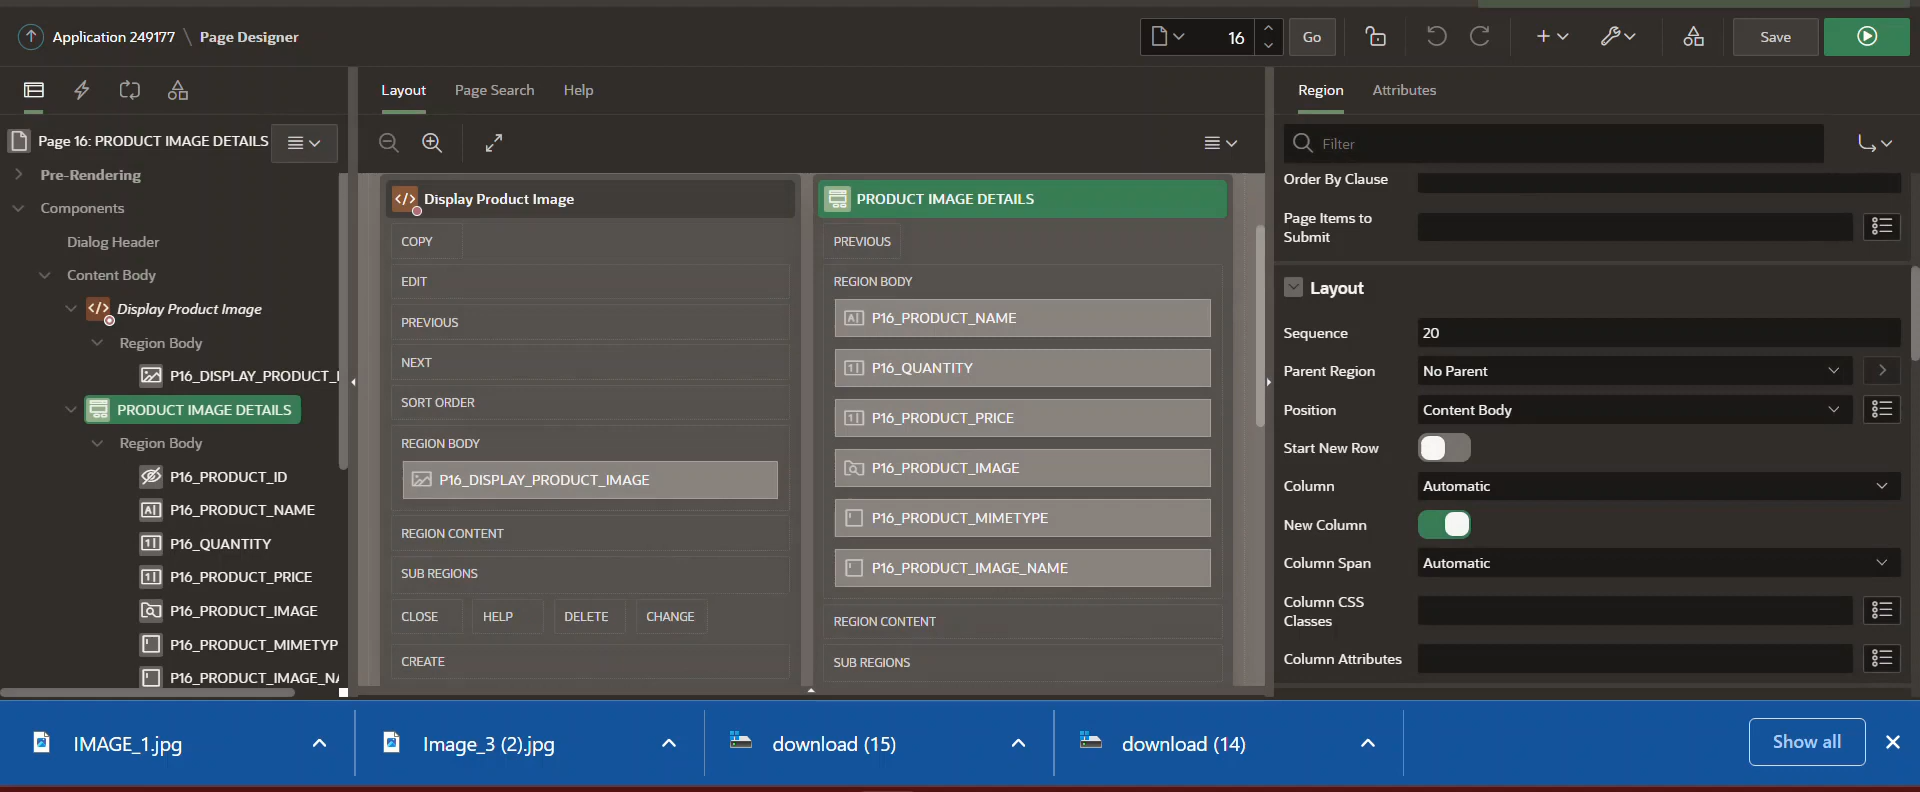 Application 249177 \ Page Designer
16
Go
Save
Layout
Page Search
Help
Region
Attributes
Page 16: PRODUCT IMAGE DETAILS
Pre-Rendering
Components
Dialog Header
Content Body
Display Product Image
Region Body
P16_DISPLAY_PRODUCT_I
PRODUCT IMAGE DETAILS
Region Body
P16_PRODUCT_ID
P16_PRODUCT_NAME
P16_QUANTITY
P16_PRODUCT_PRICE
P16_PRODUCT_IMAGE
P16_PRODUCT_MIMETYP
P16_PRODUCT_IMAGE_NA
Display Product Image
COPY
EDIT
PREVIOUS
NEXT
SORT ORDER
REGION BODY
P16_DISPLAY_PRODUCT_IMAGE
REGION CONTENT
SUB REGIONS
CLOSE
HELP
DELETE
CHANGE
CREATE
PRODUCT IMAGE DETAILS
PREVIOUS
REGION BODY
P16_PRODUCT_NAME
P16_QUANTITY
P16_PRODUCT_PRICE
P16_PRODUCT_IMAGE
P16_PRODUCT_MIMETYPE
P16_PRODUCT_IMAGE_NAME
REGION CONTENT
SUB REGIONS
Filter
Order By Clause
Page Items to
Submit
Layout
Sequence
20
Parent Region
No Parent
Position
Content Body
Start New Row
Column
Automatic
New Column
Column Span
Automatic
Column CSS
Classes
Column Attributes
IMAGE_1.jpg
Image_3 (2).jpg
download (15)
download (14)
Show all